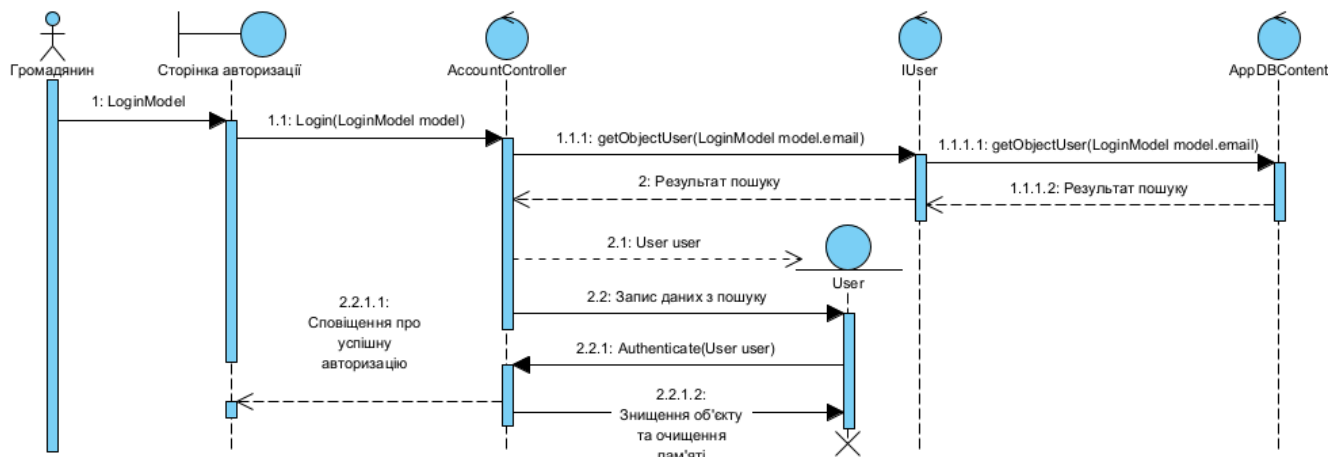 Громадянин
Сторінка авторизації
AccountController
IUser
AppDBContent
1: LoginModel
1.1: Login(LoginModel model)
1.1.1: getObjectUser(LoginModel model.email)
1.1.1.1: getObjectUser(LoginModel model.email)
2: Результат пошуку
1.1.1.2: Результат пошуку
2.1: User user
User
2.2: Запис даних з пошуку
2.2.1.1:
Сповіщення про
успішну
авторизацію
2.2.1: Authenticate(User user)
2.2.1.2:
Знищення об'єкту
та очищення
пам'яті